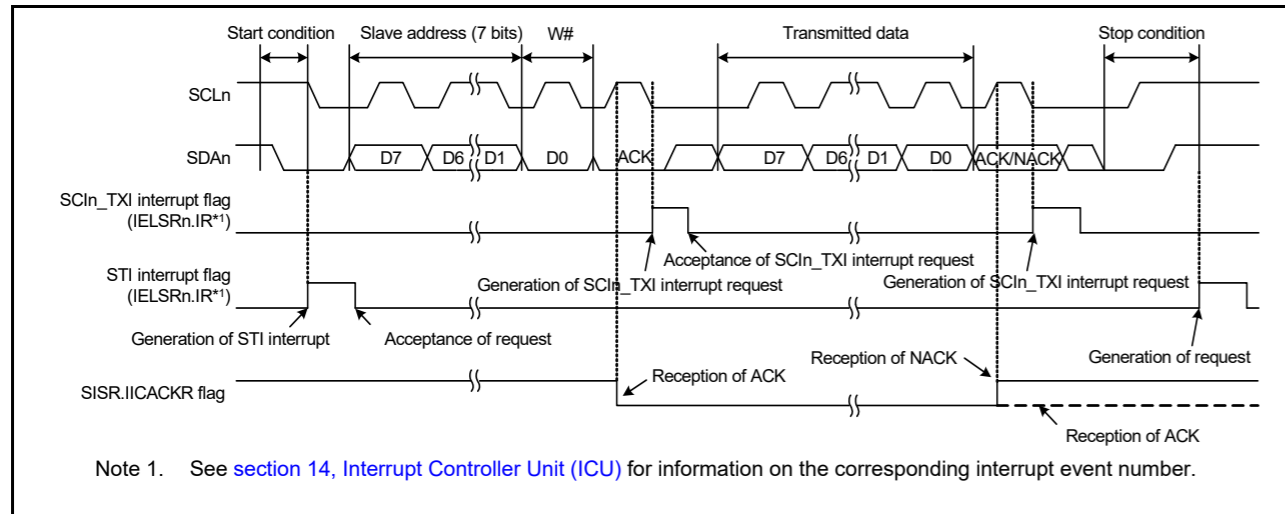 Start condition Slave address (7 bits) W# Transmitted data Stop condition
SCLn
SDAn D7 D6 D1 D0 ACK D7 D6 D1 D0 ACK/NACK
SCIn_TXI interrupt flag
(IELSRn.IR*1)
Acceptance of SCIn_TXI interrupt request
STI interrupt flag
(IELSRn.IR*1)
Generation of SCIn_TXI interrupt request Generation of SCIn_TXI interrupt request
Generation of STI interrupt Acceptance of request Generation of request
Reception of NACK
SISR.IICACKR flag Reception of ACK
Reception of ACK
Note 1. See section 14, Interrupt Controller Unit (ICU) for information on the corresponding interrupt event number.